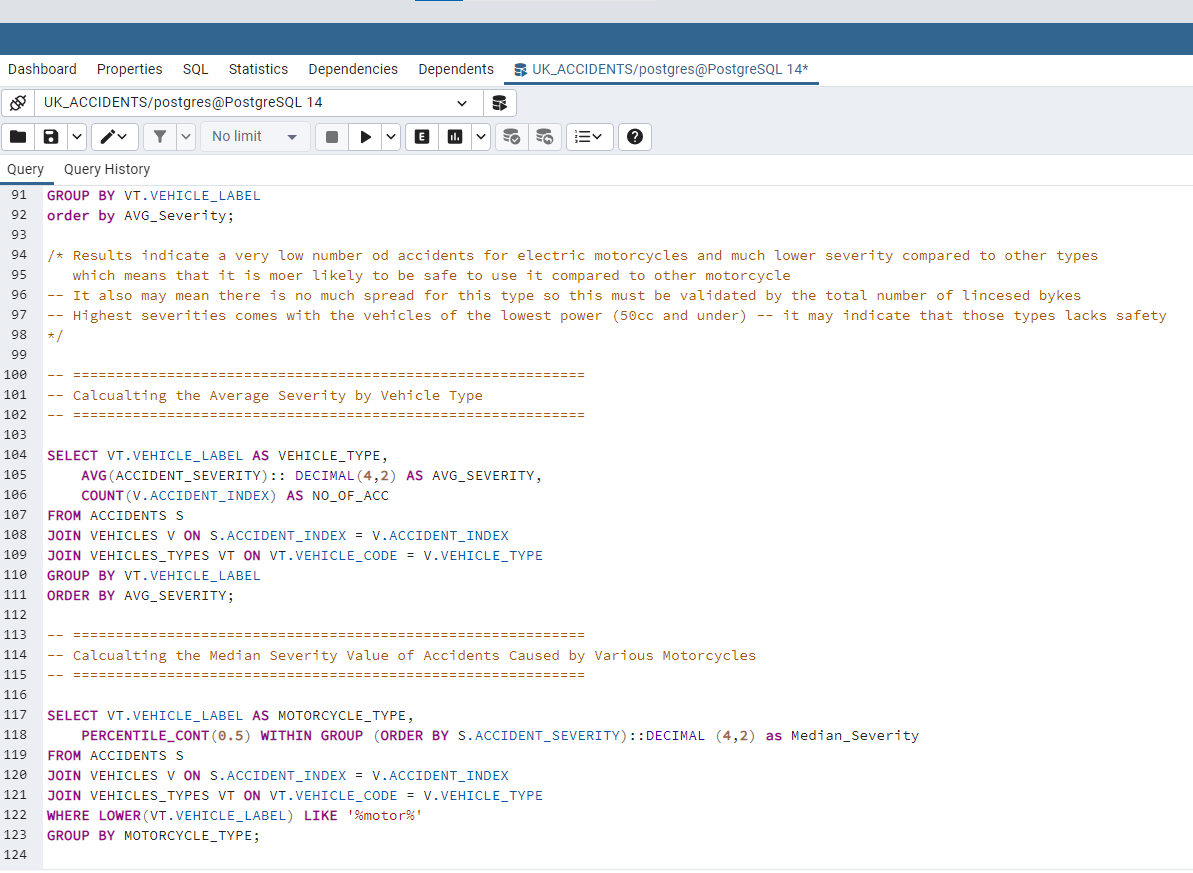 Dashboard Properties SQL Statistics Dependencies Dependents UK_ACCIDENTS/postgres@PostgreSQL 14*
UK_ACCIDENTS/postgres@PostgreSQL 14
No limit E
Query Query History
91 GROUP BY VT.VEHICLE_LABEL
92 order by AVG_Severity;
93
94 /* Results indicate a very low number od accidents for electric motorcycles and much lower severity compared to other types
95 which means that it is moer likely to be safe to use it compared to other motorcycle
96 -- It also may mean there is no much spread for this type so this must be validated by the total number of lincesed bykes
97 -- Highest severities comes with the vehicles of the lowest power (50cc and under) -- it may indicate that those types lacks safety
98 */
99
100 -- ============================================================
101 -- Calcualting the Average Severity by Vehicle Type
102 -- ============================================================
103
104 SELECT VT.VEHICLE_LABEL AS VEHICLE_TYPE,
105 AVG(ACCIDENT_SEVERITY):: DECIMAL(4,2) AS AVG_SEVERITY,
106 COUNT(V.ACCIDENT_INDEX) AS NO_OF_ACC
107 FROM ACCIDENTS S
108 JOIN VEHICLES V ON S.ACCIDENT_INDEX = V.ACCIDENT_INDEX
109 JOIN VEHICLES_TYPES VT ON VT.VEHICLE_CODE = V.VEHICLE_TYPE
110 GROUP BY VT.VEHICLE_LABEL
111 ORDER BY AVG_SEVERITY;
112
113 -- ============================================================
114 -- Calcualting the Median Severity Value of Accidents Caused by Various Motorcycles
115 -- ============================================================
116
117 SELECT VT.VEHICLE_LABEL AS MOTORCYCLE_TYPE,
118 PERCENTILE_CONT(0.5) WITHIN GROUP (ORDER BY S.ACCIDENT_SEVERITY)::DECIMAL (4,2) as Median_Severity
119 FROM ACCIDENTS S
120 JOIN VEHICLES V ON S.ACCIDENT_INDEX = V.ACCIDENT_INDEX
121 JOIN VEHICLES_TYPES VT ON VT.VEHICLE_CODE = V.VEHICLE_TYPE
122 WHERE LOWER(VT.VEHICLE_LABEL) LIKE '%motor%'
123 GROUP BY MOTORCYCLE_TYPE;
124